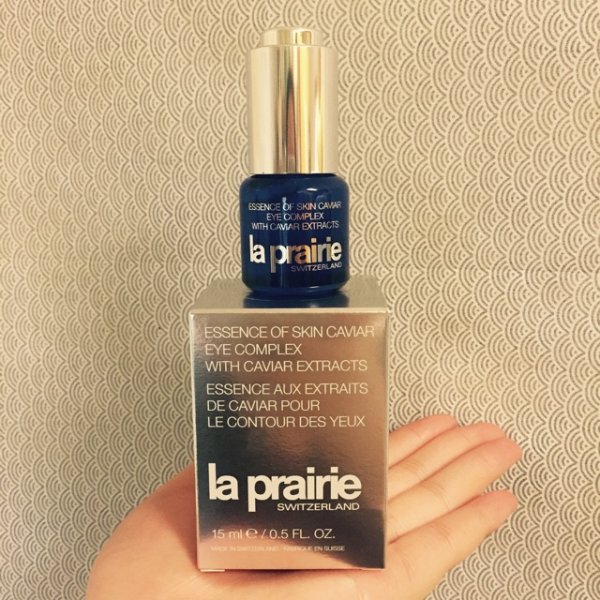 ESSENCE OF SKIN CAVIAR
EYE COMPLEX
WITH CAVIAR EXTRACTS
la prairie
SWITZERLAND
ESSENCE OF SKIN CAVIAR
EYE COMPLEX
WITH CAVIAR EXTRACTS
ESSENCE AUX EXTRAITS
DE CAVIAR POUR
LE CONTOUR DES YEUX
la prairie
SWITZERLAND
15 ml ℮ / 0.5 FL. OZ.
MADE IN SWITZERLAND. FABRIQUÉ EN SUISSE